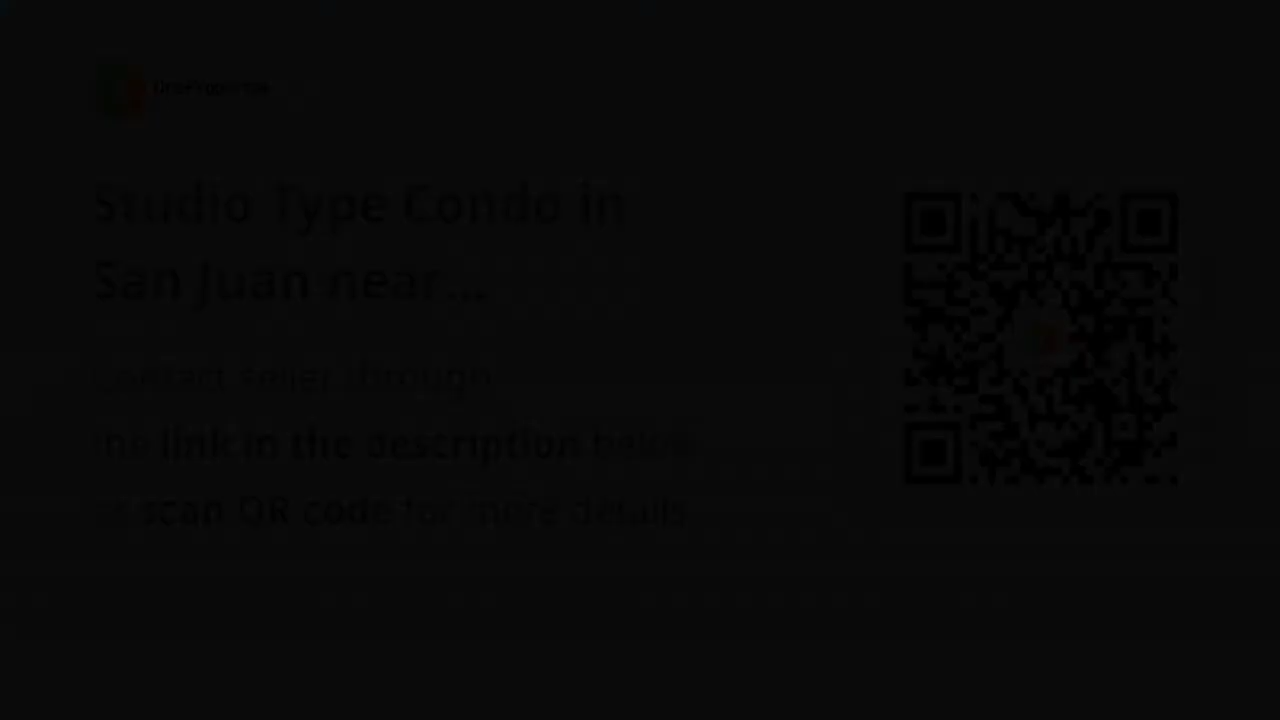 OnePropertee
Studio Type Condo in
San Juan near...
Contact seller through
the link in the description below
or scan QR code for more details